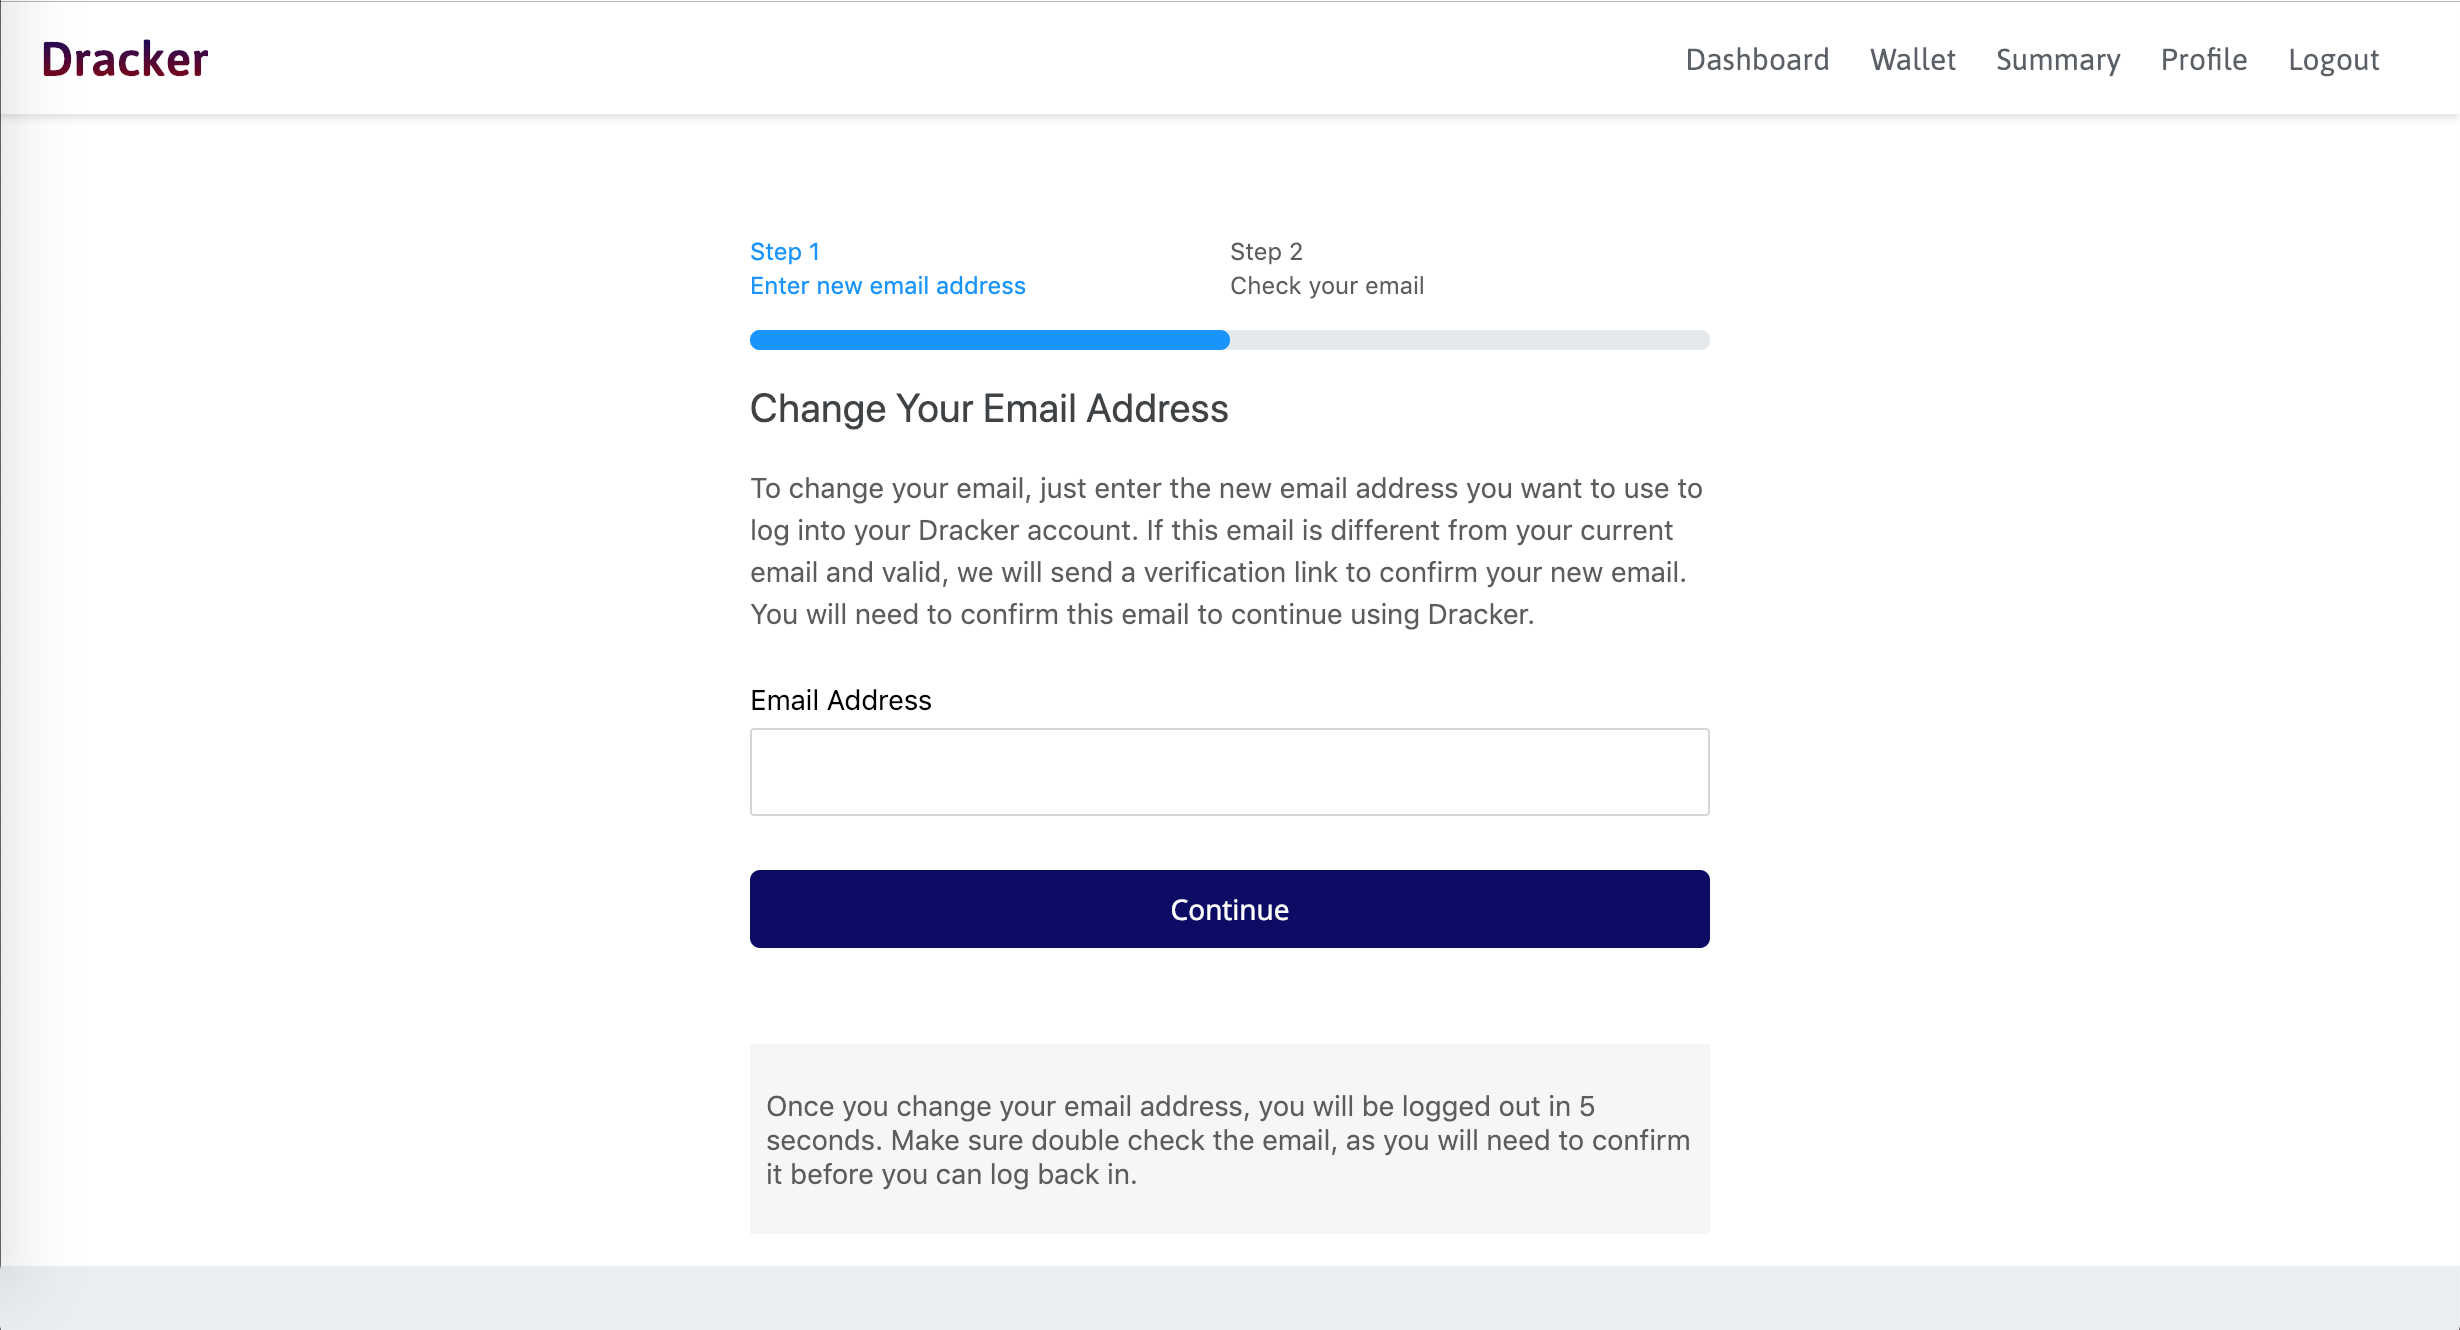 Dracker
Dashboard Wallet Summary Profile Logout
Step 1
Enter new email address
Step 2
Check your email
Change Your Email Address
To change your email, just enter the new email address you want to use to
log into your Dracker account. If this email is different from your current
email and valid, we will send a verification link to confirm your new email.
You will need to confirm this email to continue using Dracker.
Email Address
Continue
Once you change your email address, you will be logged out in 5
seconds. Make sure double check the email, as you will need to confirm
it before you can log back in.